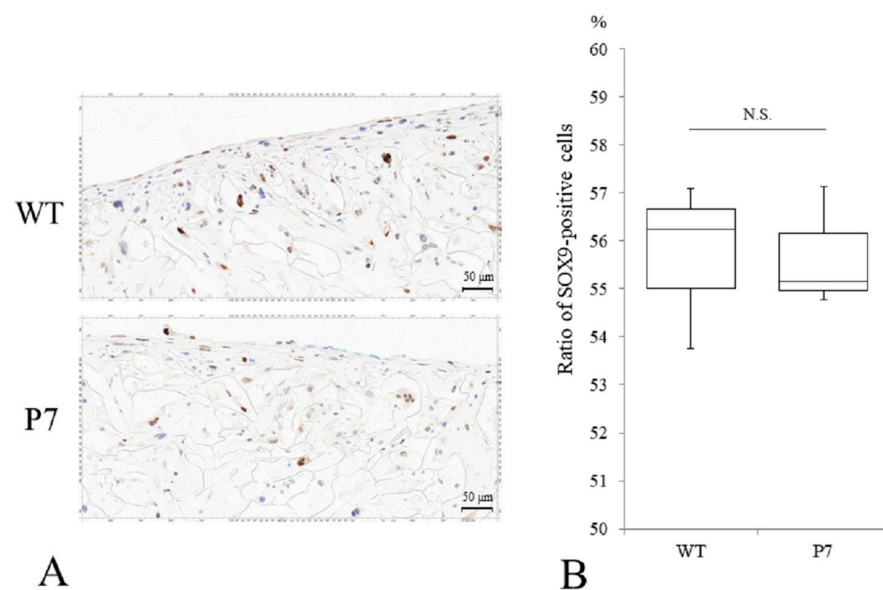 WT
50 μm
P7
50 μm
A
%
Ratio of SOX9-positive cells
60
59
58
57
56
55
54
53
52
51
50
N.S.
WT
P7
B